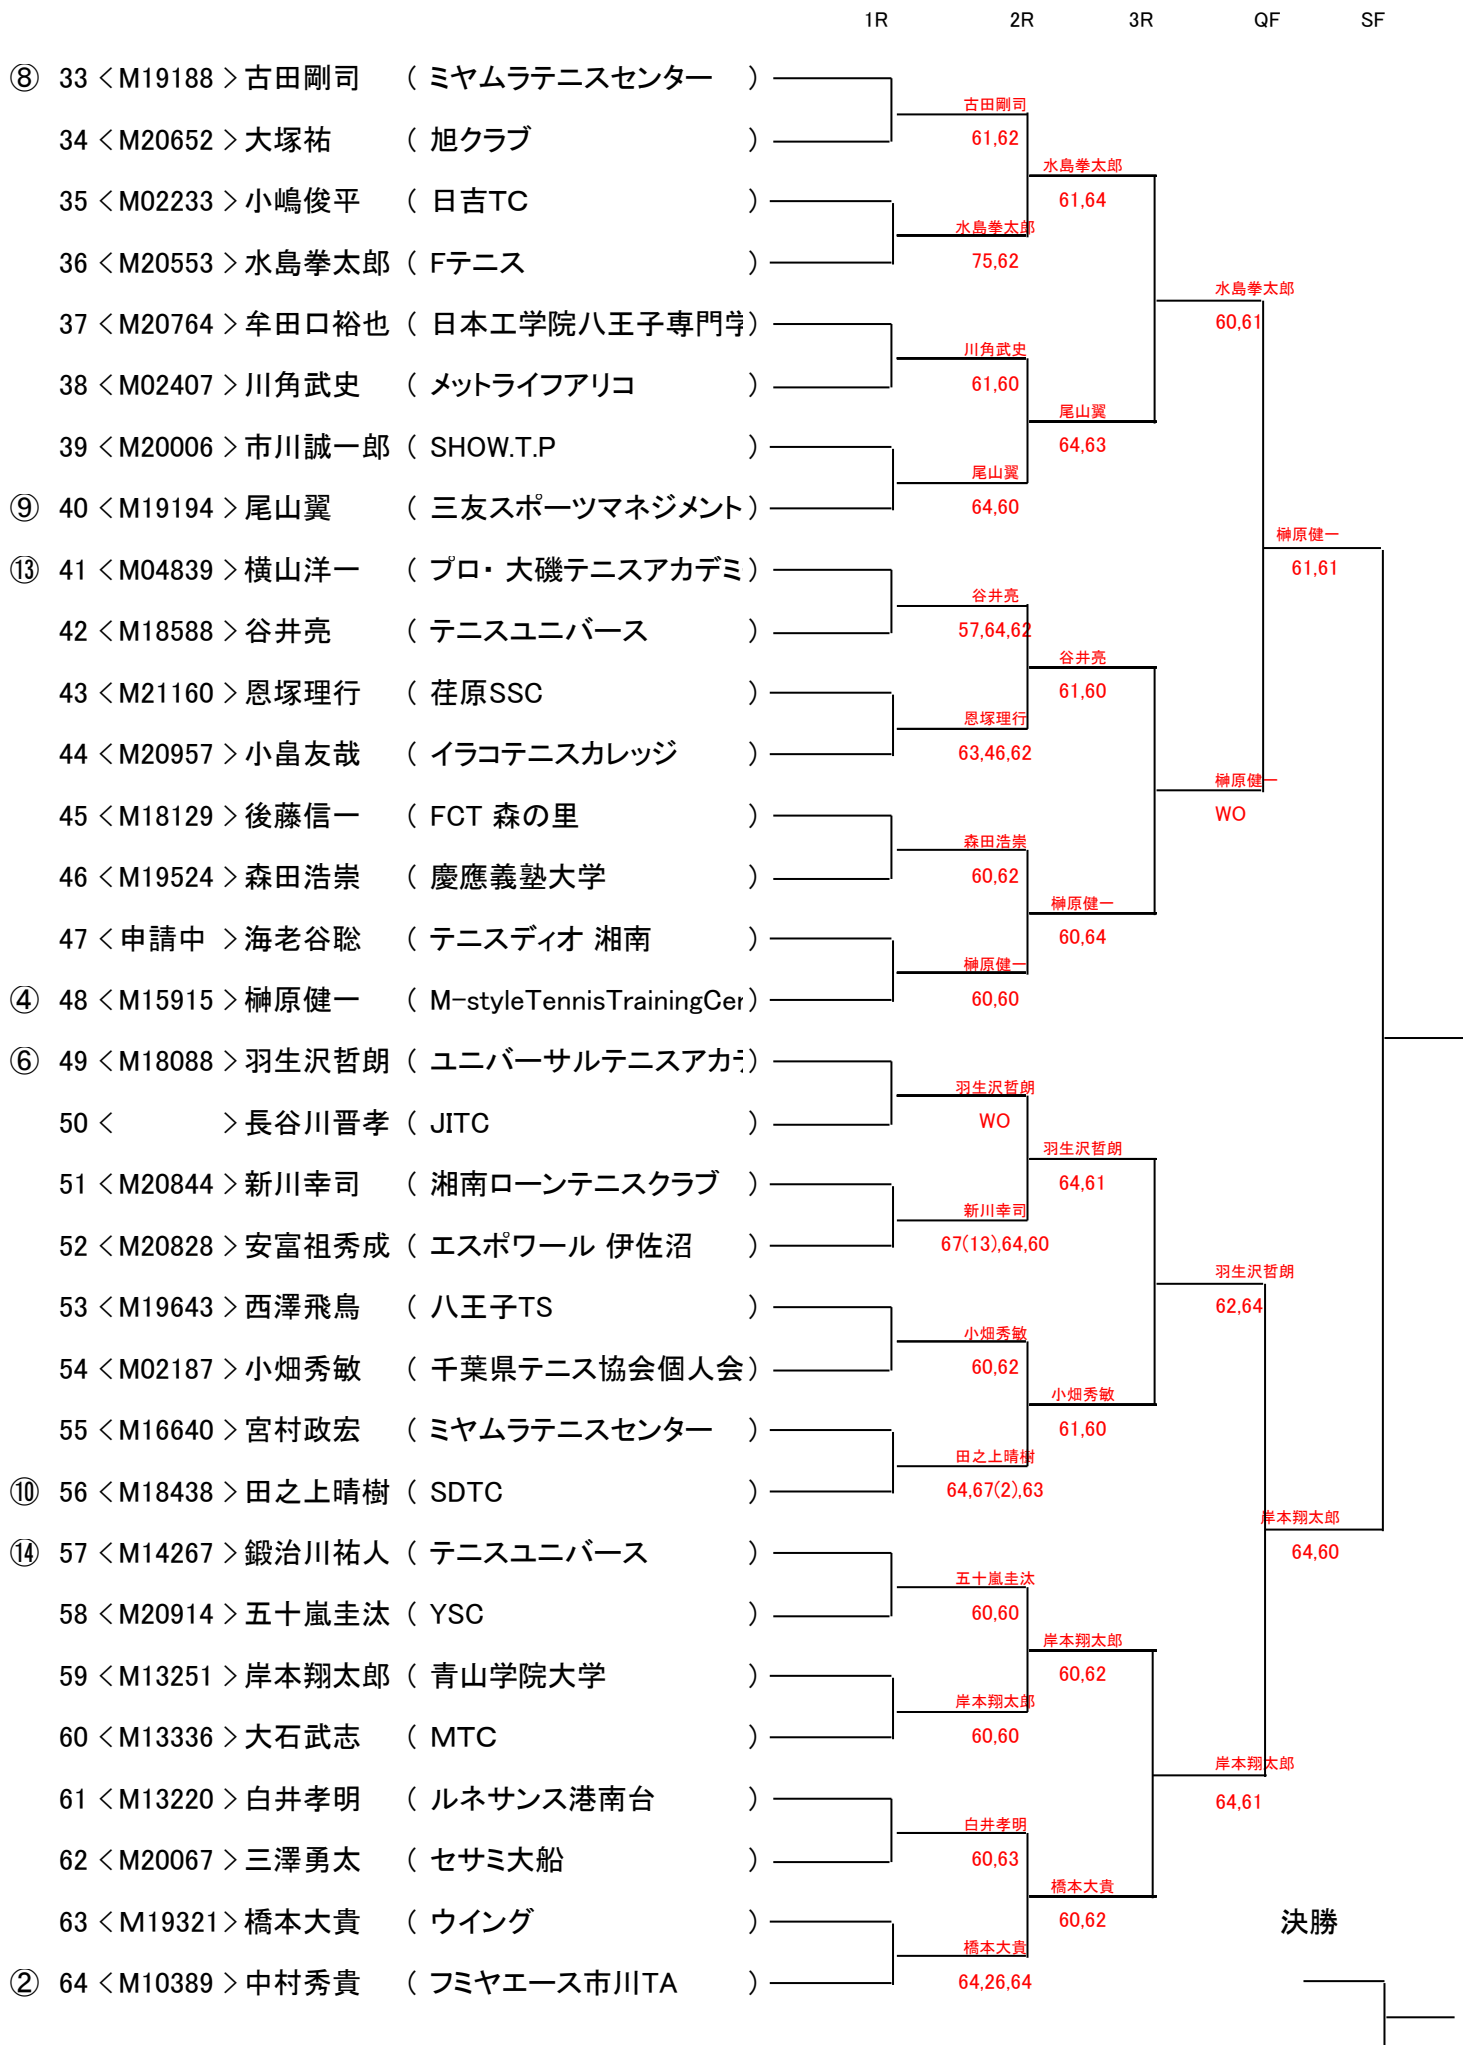 1R 2R 3R QF SF
⑧ 33 <M19188> 古田剛司 ( ミヤムラテニスセンター )
古田剛司
34 <M20652> 大塚祐 ( 旭クラブ ) 61,62
水島拳太郎
35 <M02233> 小嶋俊平 ( 日吉TC ) 61,64
水島拳太郎
36 <M20553> 水島拳太郎 ( Fテニス ) 75,62
水島拳太郎
37 <M20764> 牟田口裕也 ( 日本工学院八王子専門学) 60,61
川角武史
38 <M02407> 川角武史 ( メットライフアリコ ) 61,60
尾山翼
39 <M20006> 市川誠一郎 ( SHOW.T.P ) 64,63
尾山翼
⑨ 40 <M19194> 尾山翼 ( 三友スポーツマネジメント ) 64,60
榊原健一
⑬ 41 <M04839> 横山洋一 ( プロ・ 大磯テニスアカデミ) 61,61
谷井亮
42 <M18588> 谷井亮 ( テニスユニバース ) 57,64,62
谷井亮
43 <M21160> 恩塚理行 ( 荏原SSC ) 61,60
恩塚理行
44 <M20957> 小畠友哉 ( イラコテニスカレッジ ) 63,46,62
榊原健一
45 <M18129> 後藤信一 ( FCT 森の里 ) WO
森田浩崇
46 <M19524> 森田浩崇 ( 慶應義塾大学 ) 60,62
榊原健一
47 <申請中 > 海老谷聡 ( テニスディオ 湘南 ) 60,64
榊原健一
④ 48 <M15915> 榊原健一 ( M-styleTennisTrainingCer) 60,60
⑥ 49 <M18088> 羽生沢哲朗 ( ユニバーサルテニスアカデ)
羽生沢哲朗
50 < > 長谷川晋孝 ( JITC ) WO
羽生沢哲朗
51 <M20844> 新川幸司 ( 湘南ローンテニスクラブ ) 64,61
新川幸司
52 <M20828> 安富祖秀成 ( エスポワール 伊佐沼 ) 67(13),64,60
羽生沢哲朗
53 <M19643> 西澤飛鳥 ( 八王子TS ) 62,64
小畑秀敏
54 <M02187> 小畑秀敏 ( 千葉県テニス協会個人会) 60,62
小畑秀敏
55 <M16640> 宮村政宏 ( ミヤムラテニスセンター ) 61,60
田之上晴樹
⑩ 56 <M18438> 田之上晴樹 ( SDTC ) 64,67(2),63
岸本翔太郎
⑭ 57 <M14267> 鍛治川祐人 ( テニスユニバース ) 64,60
五十嵐圭汰
58 <M20914> 五十嵐圭汰 ( YSC ) 60,60
岸本翔太郎
59 <M13251> 岸本翔太郎 ( 青山学院大学 ) 60,62
岸本翔太郎
60 <M13336> 大石武志 ( MTC ) 60,60
岸本翔太郎
61 <M13220> 白井孝明 ( ルネサンス港南台 ) 64,61
白井孝明
62 <M20067> 三澤勇太 ( セサミ大船 ) 60,63
橋本大貴
63 <M19321> 橋本大貴 ( ウイング ) 60,62 決勝
橋本大貴
② 64 <M10389> 中村秀貴 ( フミヤエース市川TA ) 64,26,64